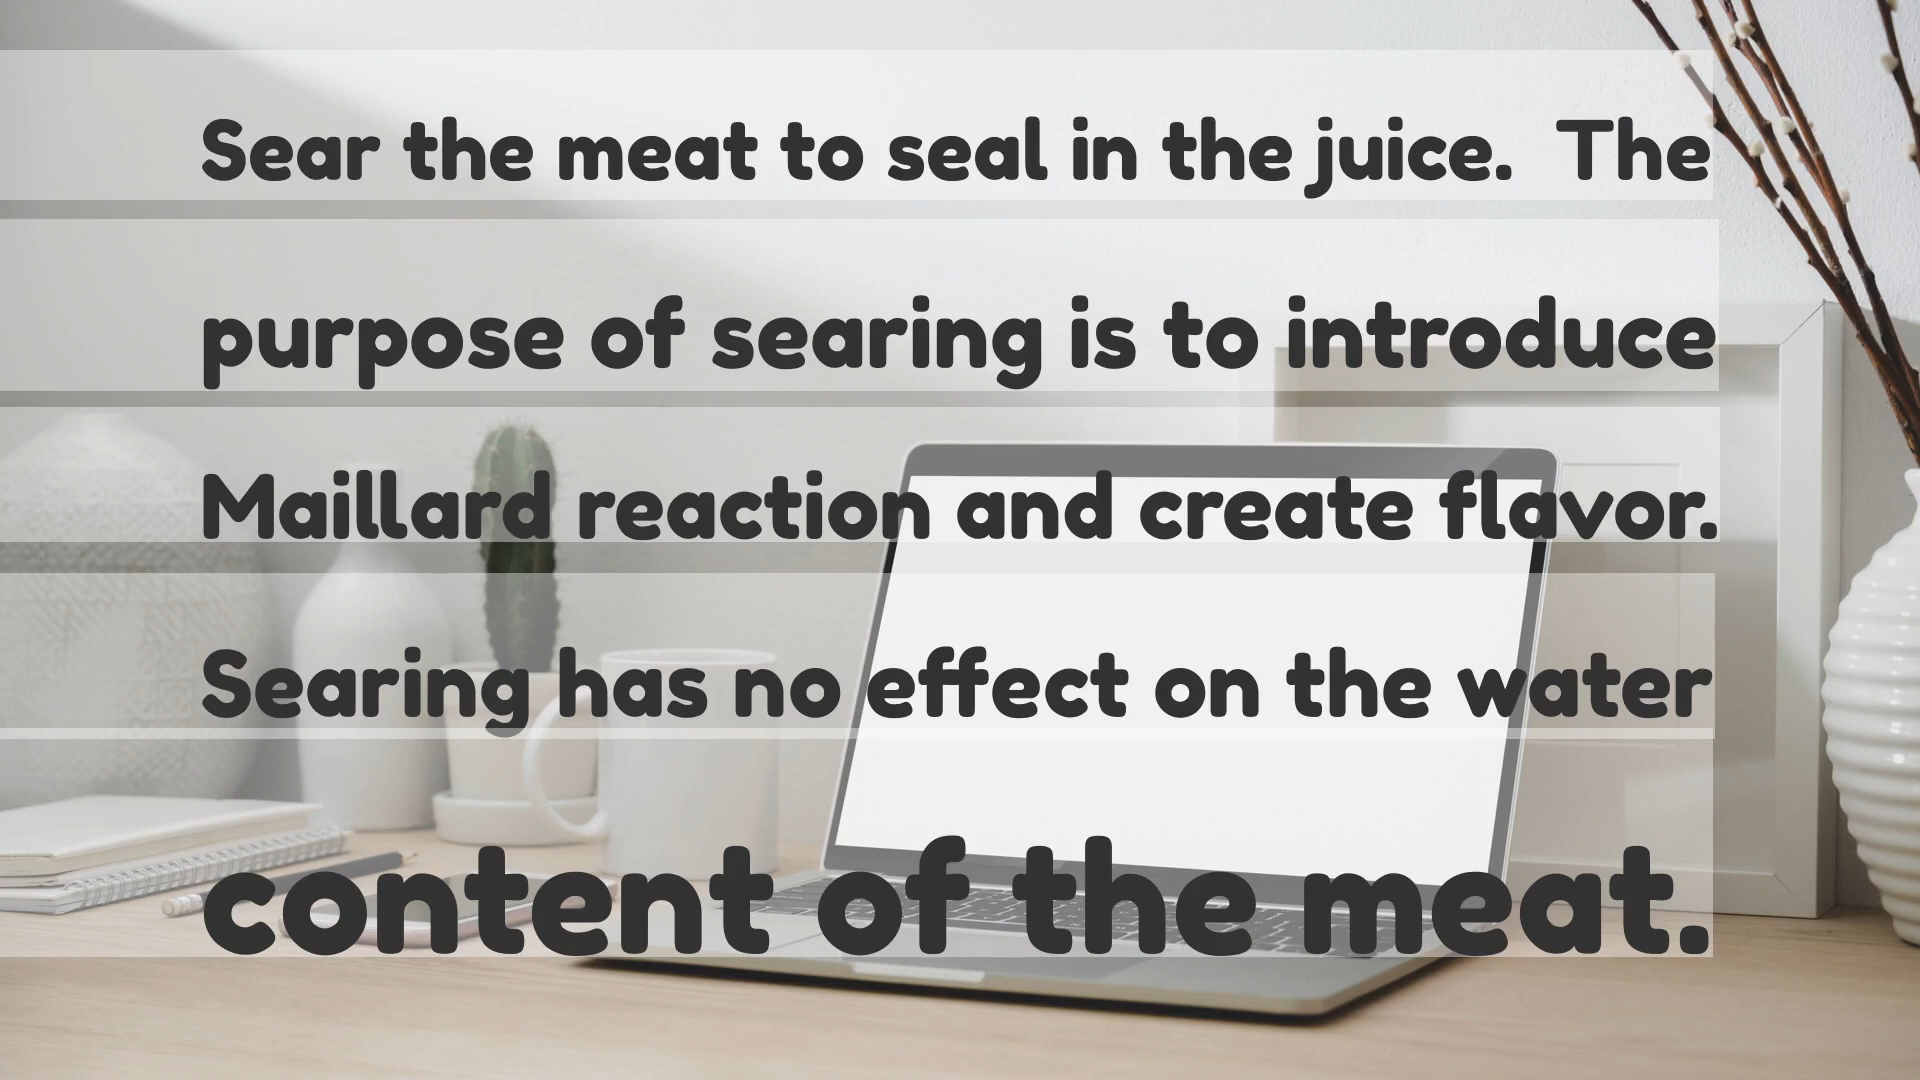 Sear the meat to seal in the juice.  The
purpose of searing is to introduce
Maillard reaction and create flavor.
Searing has no effect on the water
content of the meat.